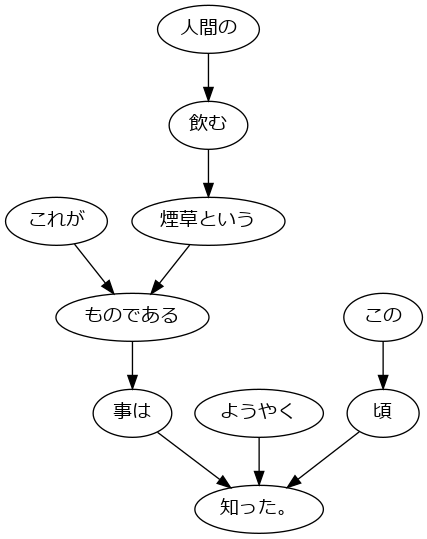 人間の
飲む
これが
煙草という
ものである
この
事は
ようやく
頃
知った。